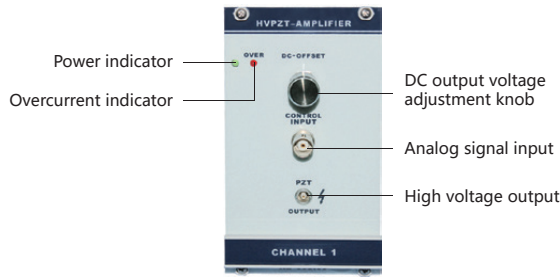 HVPZT-AMPLIFIER
Power indicator
OVER
DC-OFFSET
Overcurrent indicator
DC output voltage
adjustment knob
CONTROL
INPUT
Analog signal input
PZT
High voltage output
OUTPUT
CHANNEL 1